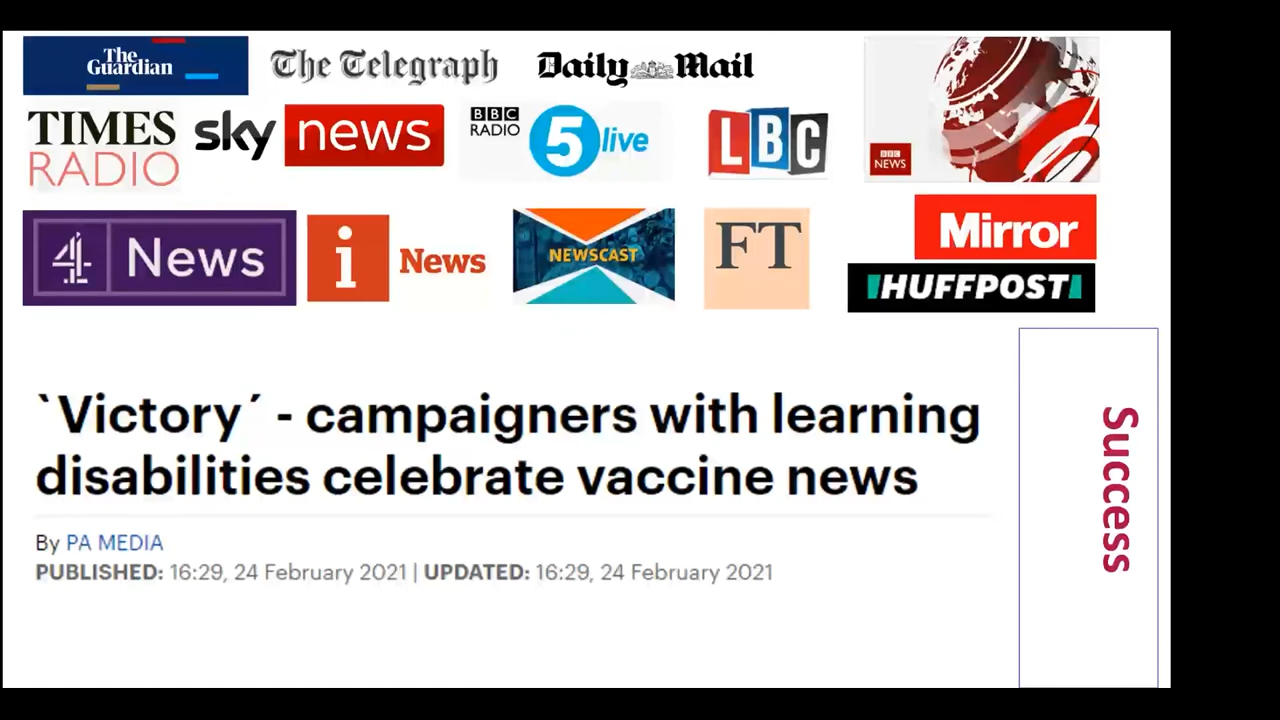 The Guardian
The Telegraph
Daily Mail
TIMES RADIO
sky news
BBC RADIO 5 live
LBC
BBC NEWS
4 News
i News
NEWSCAST
FT
Mirror
HUFFPOST
`Victory´ - campaigners with learning
disabilities celebrate vaccine news
By PA MEDIA
PUBLISHED: 16:29, 24 February 2021 | UPDATED: 16:29, 24 February 2021
Success